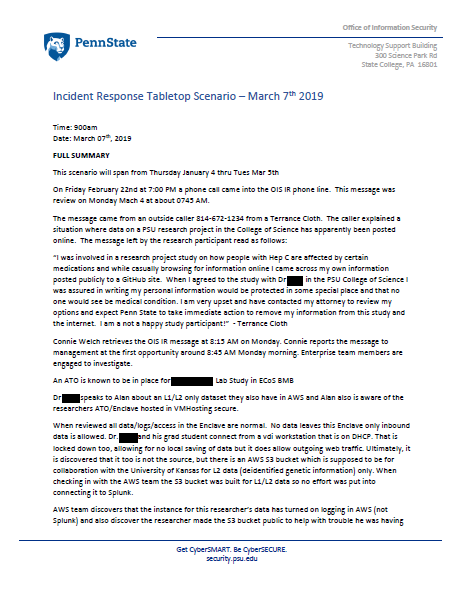 Office of Information Security
PennState
Technology Support Building
300 Science Park Rd
State College, PA 16801
Incident Response Tabletop Scenario – March 7th 2019
Time: 900am
Date: March 07th, 2019
FULL SUMMARY
This scenario will span from Thursday January 4 thru Tues Mar 5th
On Friday February 22nd at 7:00 PM a phone call came into the OIS IR phone line. This message was
review on Monday Mach 4 at about 0745 AM.
The message came from an outside caller 814-672-1234 from a Terrance Cloth. The caller explained a
situation where data on a PSU research project in the College of Science has apparently been posted
online. The message left by the research participant read as follows:
"I was involved in a research project study on how people with Hep C are affected by certain
medications and while casually browsing for information online I came across my own information
posted publicly to a GitHub site. When I agreed to the study with Dr in the PSU College of Science I
was assured in writing my personal information would be protected in some special place and that no
one would see be medical condition. I am very upset and have contacted my attorney to review my
options and expect Penn State to take immediate action to remove my information from this study and
the internet. I am a not a happy study participant!" - Terrance Cloth
Connie Welch retrieves the OIS IR message at 8:15 AM on Monday. Connie reports the message to
management at the first opportunity around 8:45 AM Monday morning. Enterprise team members are
engaged to investigate.
An ATO is known to be in place for Lab Study in ECoS BMB
Dr speaks to Alan about an L1/L2 only dataset they also have in AWS and Alan also is aware of the
researchers ATO/Enclave hosted in VMHosting secure.
When reviewed all data/logs/access in the Enclave are normal. No data leaves this Enclave only inbound
data is allowed. Dr. and his grad student connect from a vdi workstation that is on DHCP. That is
locked down too, allowing for no local saving of data but it does allow outgoing web traffic. Ultimately, it
is discovered that it too is not the source, but there is an AWS S3 bucket which is supposed to be for
collaboration with the University of Kansas for L2 data (deidentified genetic information) only. When
checking in with the AWS team the S3 bucket was built for L1/L2 data so no effort was put into
connecting it to Splunk.
AWS team discovers that the instance for this researcher's data has turned on logging in AWS (not
Splunk) and also discover the researcher made the S3 bucket public to help with trouble he was having
Get CyberSMART. Be CyberSECURE.
security.psu.edu